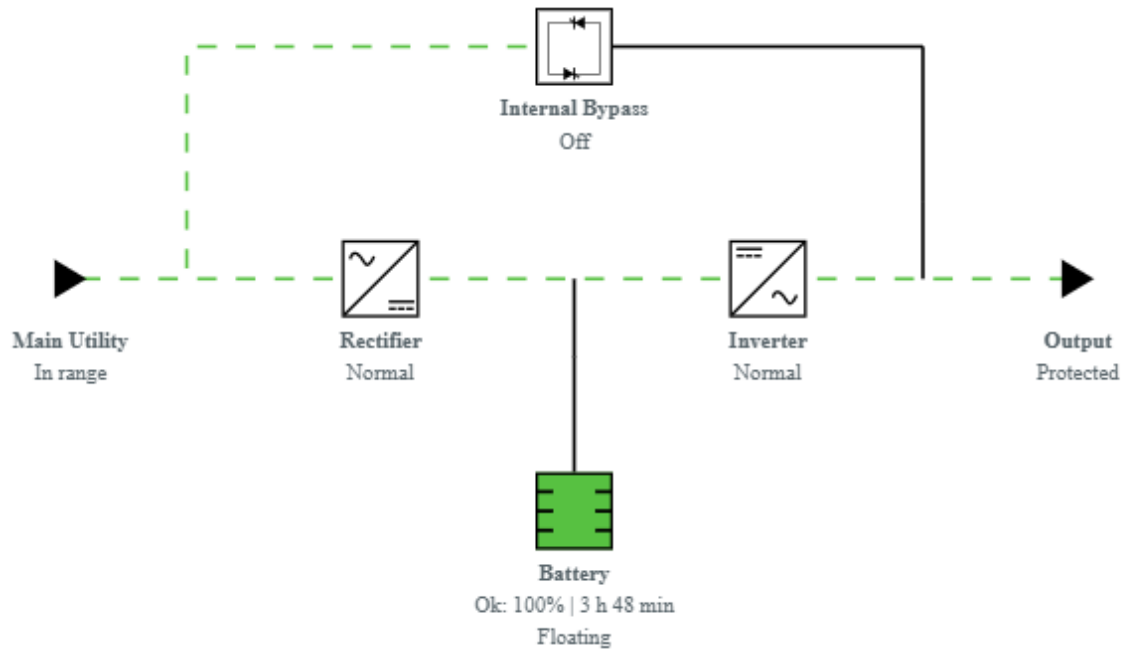 Internal Bypass
Off
Main Utility
In range
Rectifier
Normal
Inverter
Normal
Output
Protected
Battery
Ok: 100% | 3 h 48 min
Floating